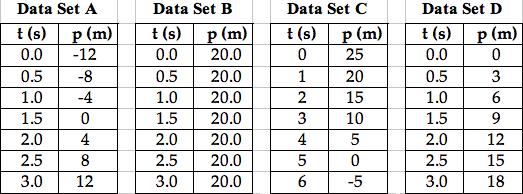 Data Set A Data Set B Data Set C Data Set D
t (s) p (m) t (s) p (m) t (s) p (m) t (s) p (m)
0.0 -12 0.0 20.0 0 25 0.0 0
0.5 -8 0.5 20.0 1 20 0.5 3
1.0 -4 1.0 20.0 2 15 1.0 6
1.5 0 1.5 20.0 3 10 1.5 9
2.0 4 2.0 20.0 4 5 2.0 12
2.5 8 2.5 20.0 5 0 2.5 15
3.0 12 3.0 20.0 6 -5 3.0 18